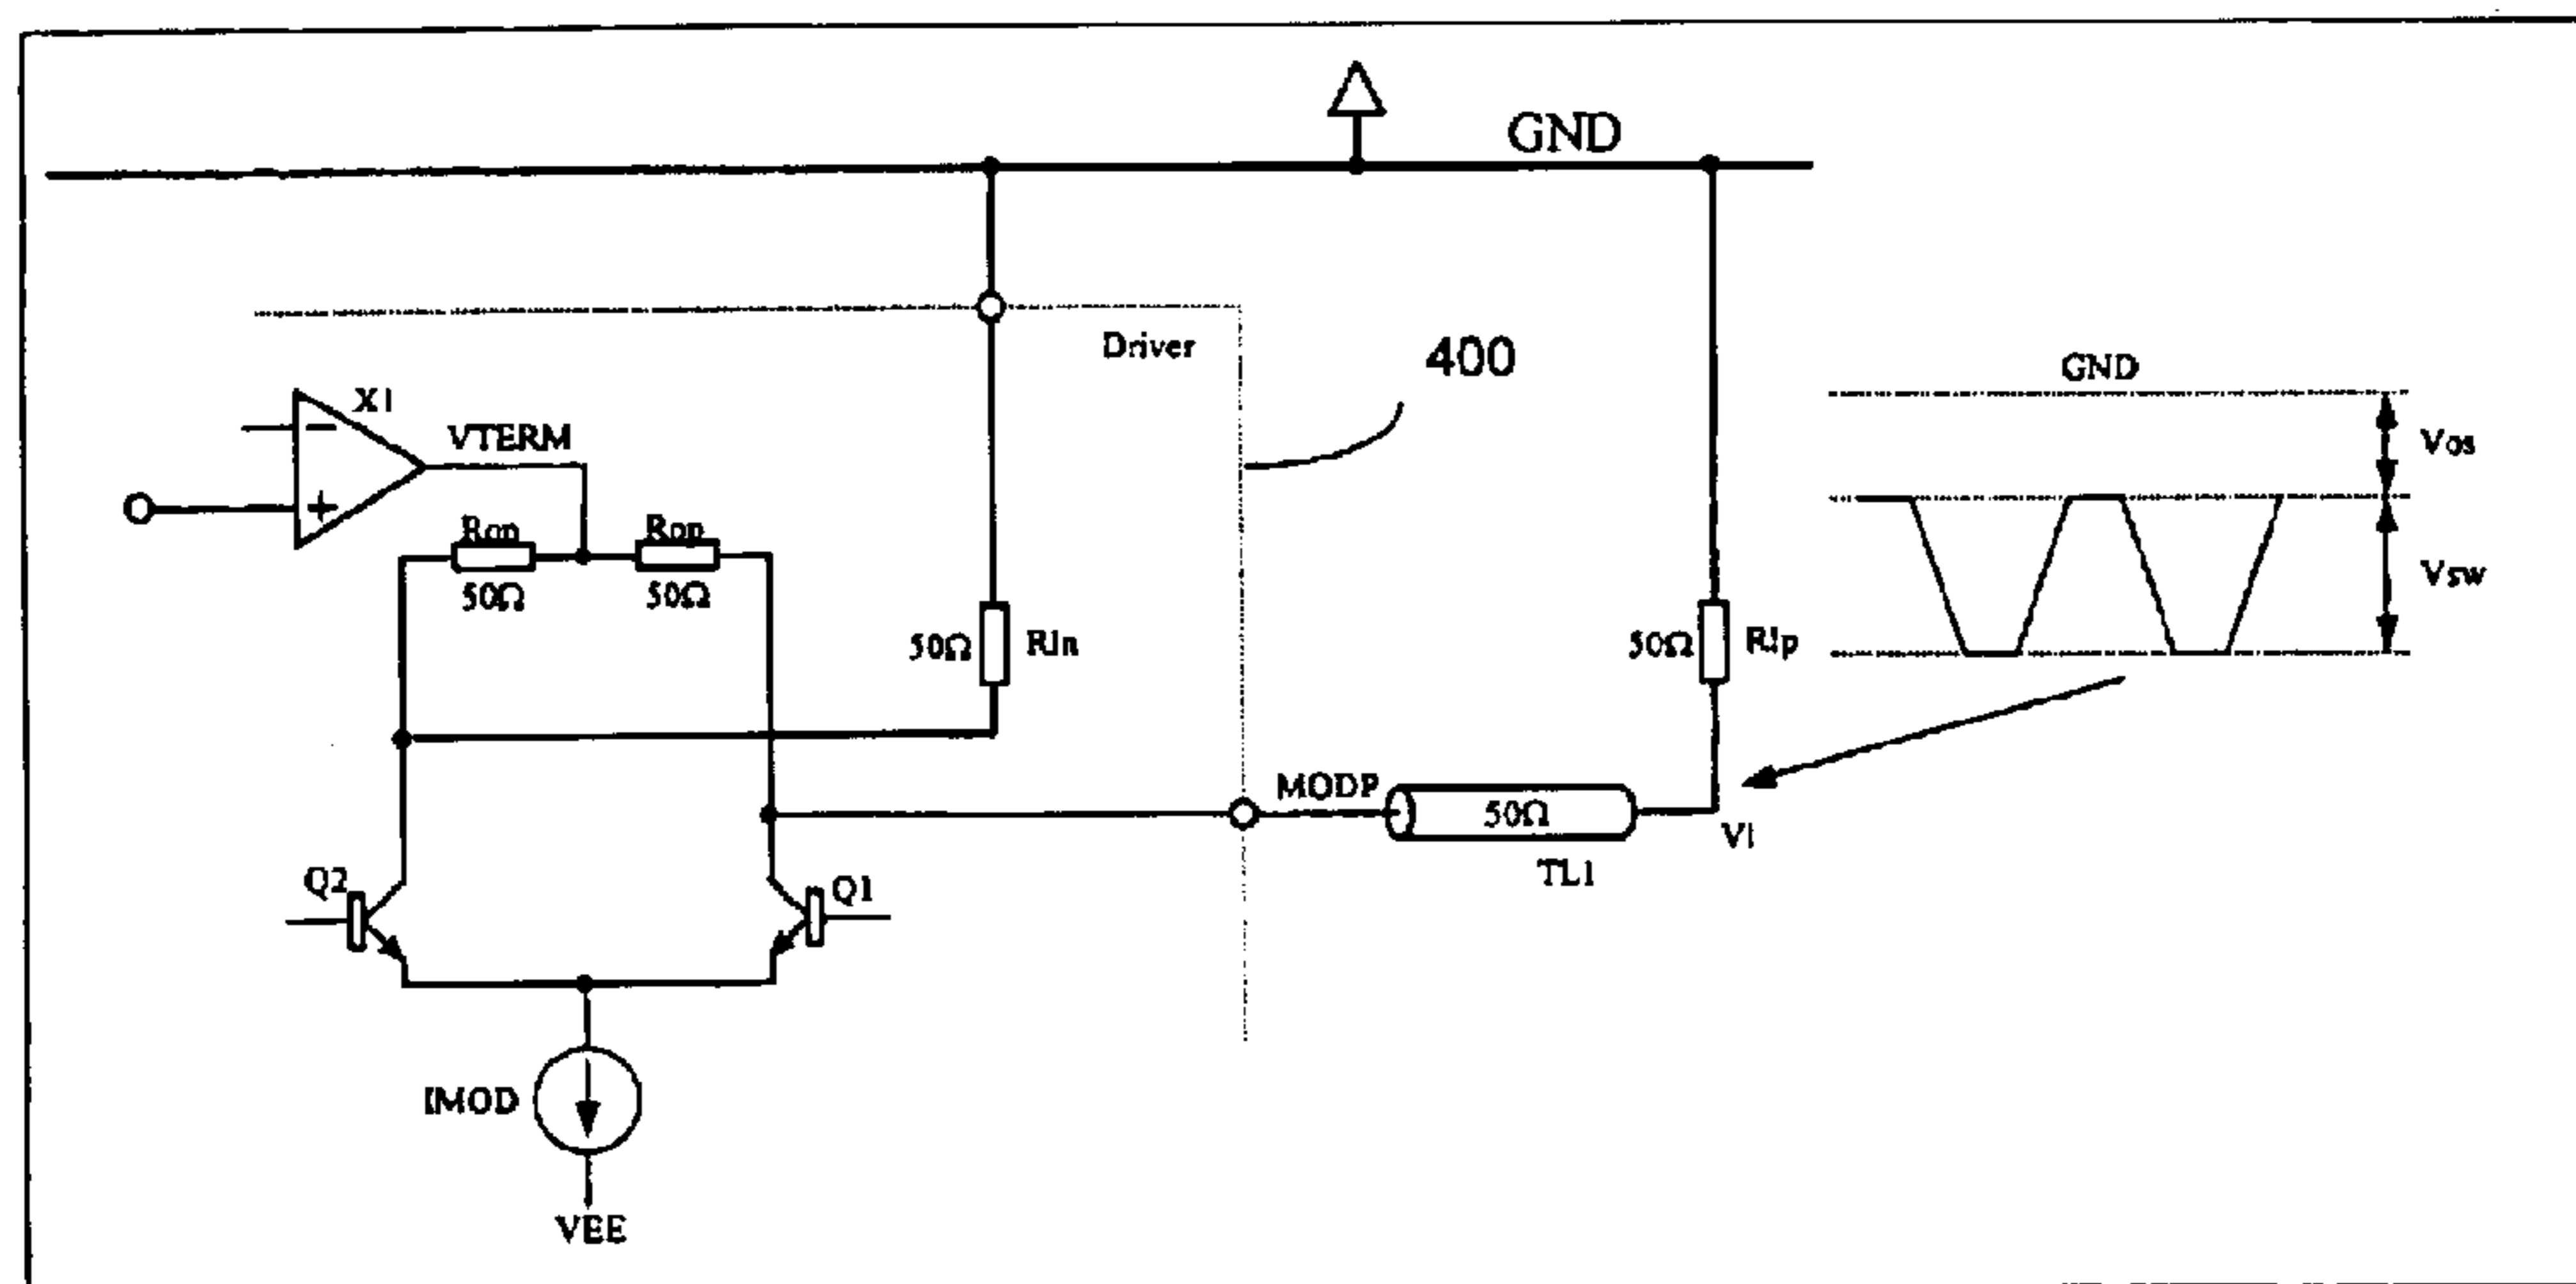 GND
Driver
400
GND
X1
VTERM
Vos
Ron
Rop
50Ω
50Ω
Vsw
50Ω
Rln
50Ω
Rlp
MODP
50Ω
Vl
TL1
Q2
Q1
IMOD
VEE